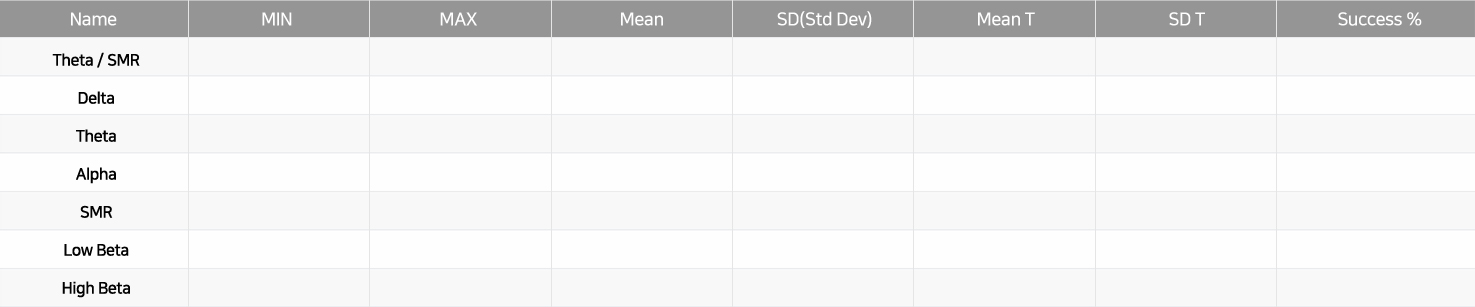 Name MIN MAX Mean SD(Std Dev) Mean T SD T Success %
Theta / SMR
Delta
Theta
Alpha
SMR
Low Beta
High Beta